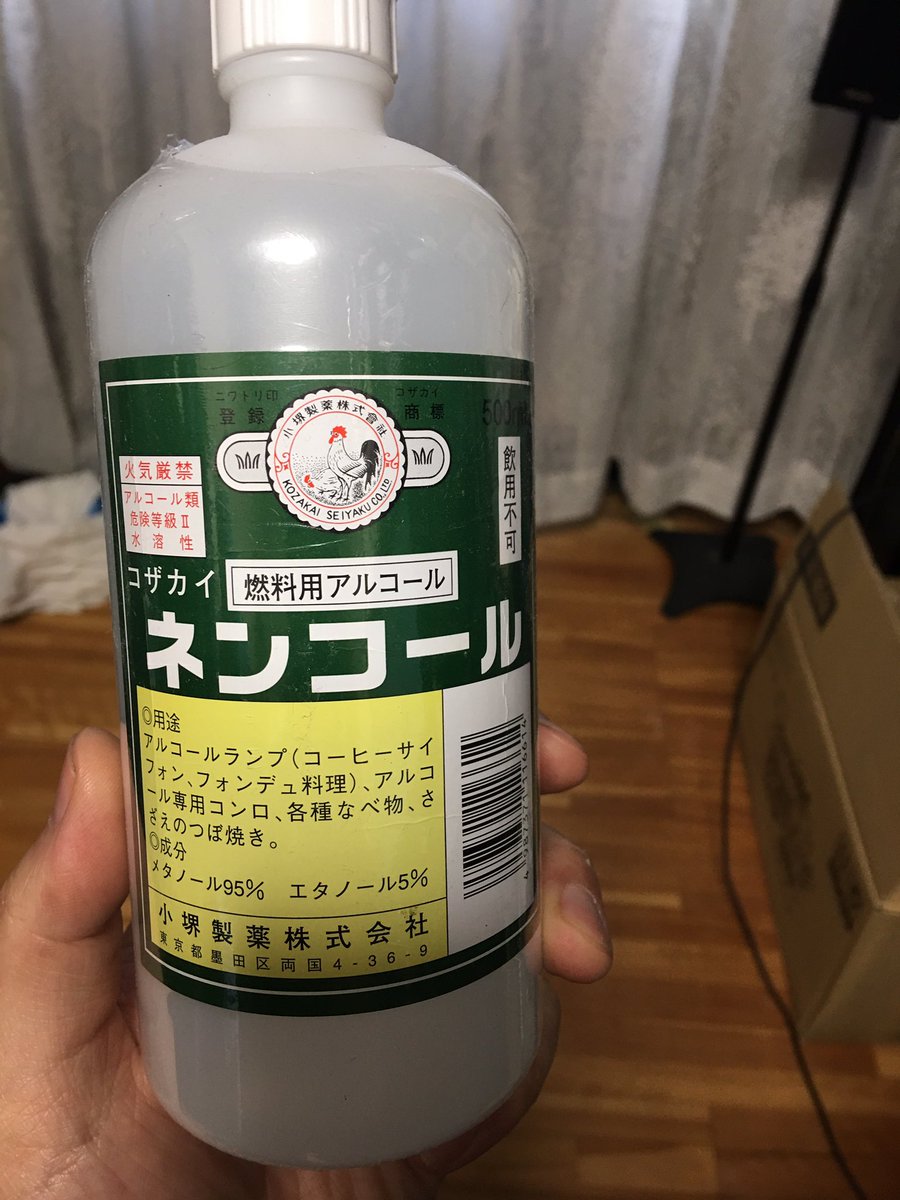 ニワトリ印 コザカイ
登録 商標
小堺製薬株式會社
KOZAKAI SEIYAKU CO.,LTD
火気厳禁
アルコール類
危険等級Ⅱ
水溶性
飲用不可
コザカイ 燃料用アルコール
ネンコール
◎用途
アルコールランプ(コーヒーサイ
フォン、フォンデュ料理)、アルコ
ール専用コンロ、各種なべ物、さ
ざえのつぼ焼き。
◎成分
メタノール95% エタノール5%
小堺製薬株式会社
東京都墨田区両国4-36-9